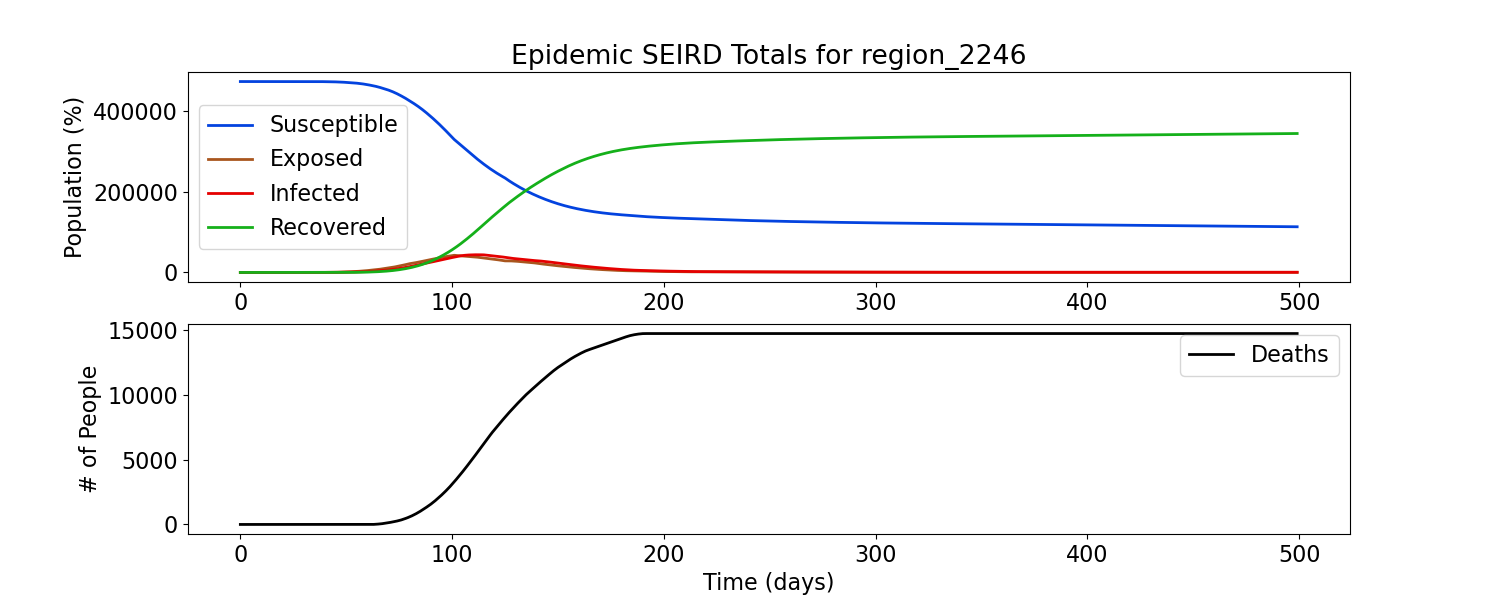 Epidemic SEIRD Totals for region_2246
Population (%)
400000
200000
0
Susceptible
Exposed
Infected
Recovered
0 100 200 300 400 500
# of People
15000
10000
5000
0
Deaths
0 100 200 300 400 500
Time (days)